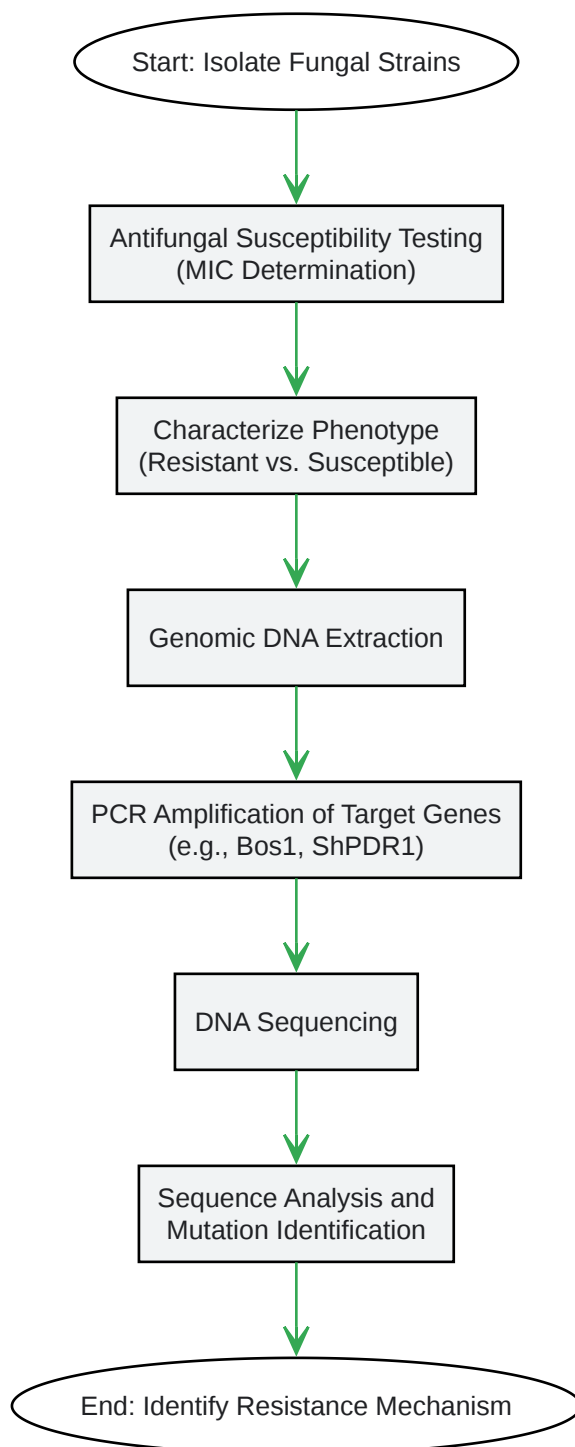 Start: Isolate Fungal Strains
Antifungal Susceptibility Testing
(MIC Determination)
Characterize Phenotype
(Resistant vs. Susceptible)
Genomic DNA Extraction
PCR Amplification of Target Genes
(e.g., Bos1, ShPDR1)
DNA Sequencing
Sequence Analysis and
Mutation Identification
End: Identify Resistance Mechanism